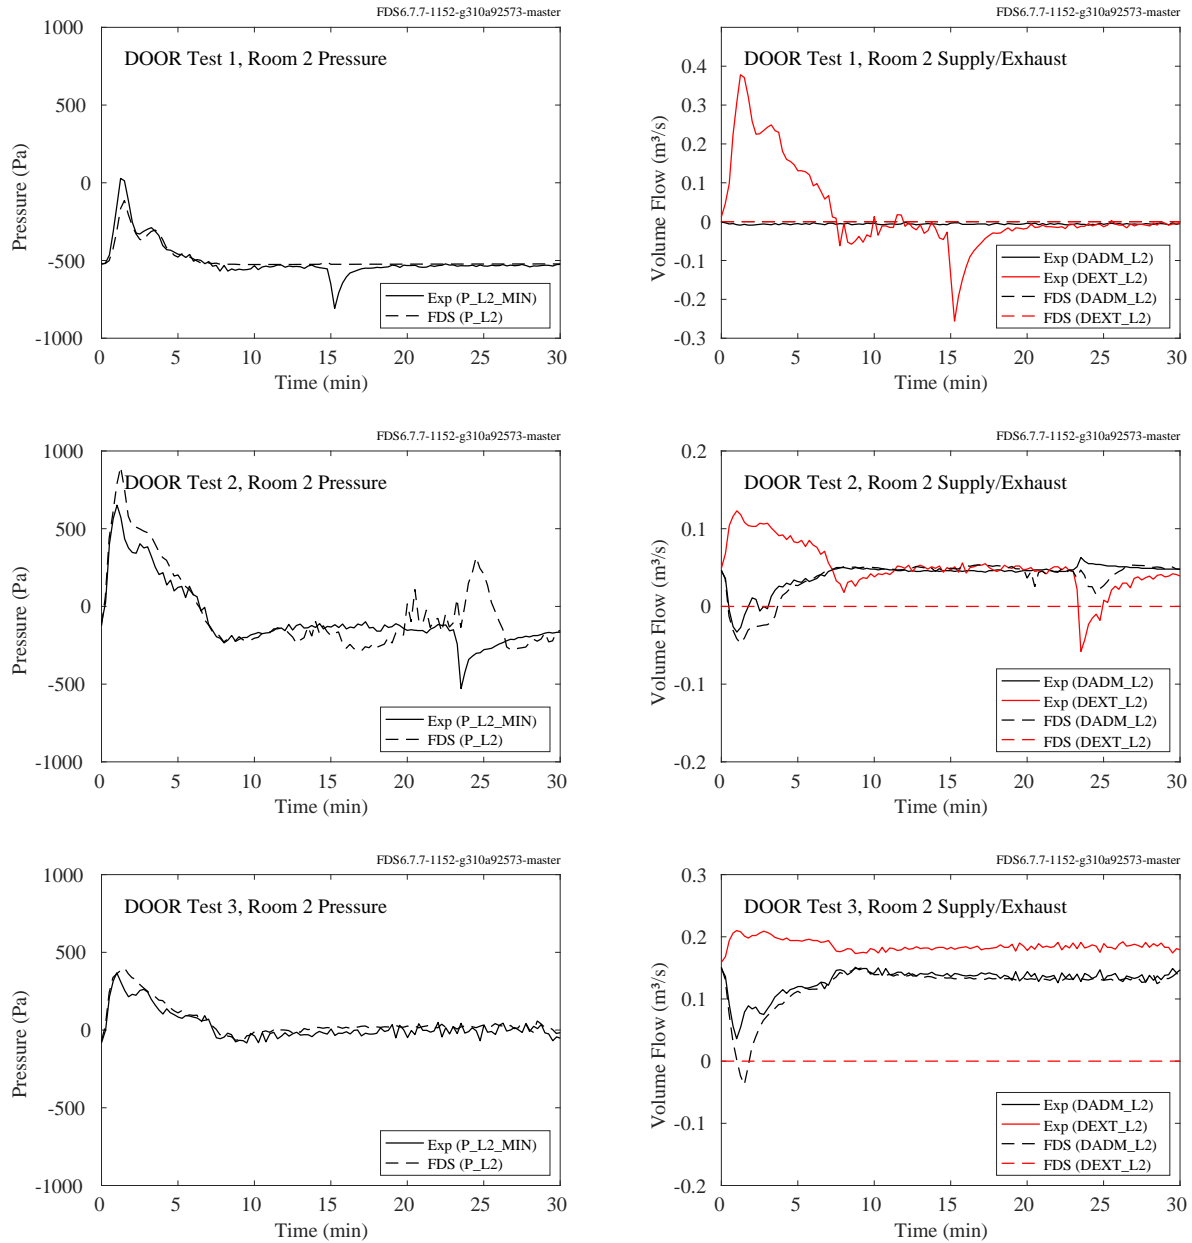 FDS6.7.7-1152-g310a92573-master
DOOR Test 1, Room 2 Pressure
Pressure (Pa)
1000
500
0
-500
-1000
Exp (P_L2_MIN)
FDS (P_L2)
0 5 10 15 20 25 30
Time (min)
FDS6.7.7-1152-g310a92573-master
DOOR Test 1, Room 2 Supply/Exhaust
Volume Flow (m³/s)
0.4
0.3
0.2
0.1
0
-0.1
-0.2
-0.3
Exp (DADM_L2)
Exp (DEXT_L2)
FDS (DADM_L2)
FDS (DEXT_L2)
0 5 10 15 20 25 30
Time (min)
FDS6.7.7-1152-g310a92573-master
DOOR Test 2, Room 2 Pressure
Pressure (Pa)
1000
500
0
-500
-1000
Exp (P_L2_MIN)
FDS (P_L2)
0 5 10 15 20 25 30
Time (min)
FDS6.7.7-1152-g310a92573-master
DOOR Test 2, Room 2 Supply/Exhaust
Volume Flow (m³/s)
0.2
0.1
0
-0.1
-0.2
Exp (DADM_L2)
Exp (DEXT_L2)
FDS (DADM_L2)
FDS (DEXT_L2)
0 5 10 15 20 25 30
Time (min)
FDS6.7.7-1152-g310a92573-master
DOOR Test 3, Room 2 Pressure
Pressure (Pa)
1000
500
0
-500
-1000
Exp (P_L2_MIN)
FDS (P_L2)
0 5 10 15 20 25 30
Time (min)
FDS6.7.7-1152-g310a92573-master
DOOR Test 3, Room 2 Supply/Exhaust
Volume Flow (m³/s)
0.3
0.2
0.1
0
-0.1
-0.2
Exp (DADM_L2)
Exp (DEXT_L2)
FDS (DADM_L2)
FDS (DEXT_L2)
0 5 10 15 20 25 30
Time (min)